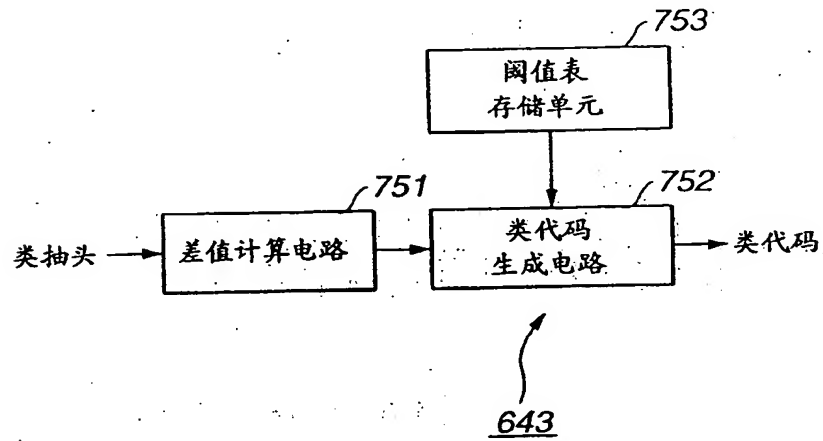 753
阈值表
存储单元
751
752
类抽头
差值计算电路
类代码
生成电路
类代码
643